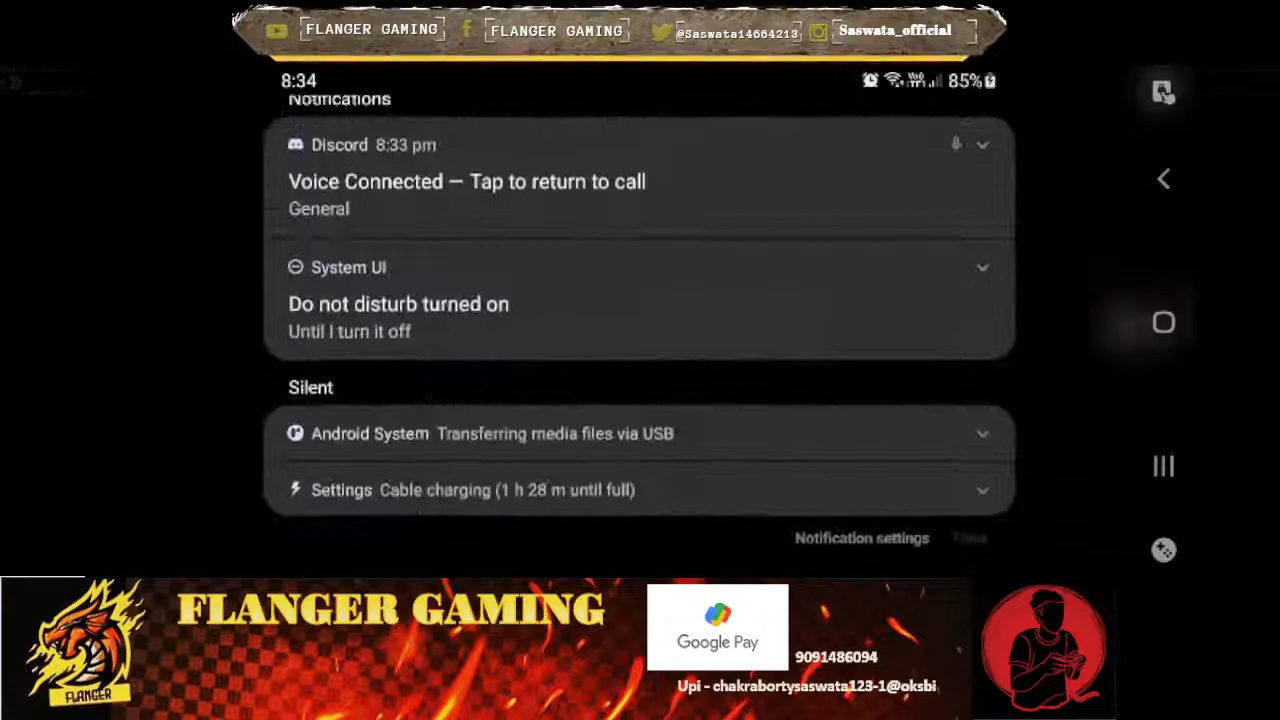 FLANGER GAMING
FLANGER GAMING
@Saswata14664213
Saswata_official
8:34
85%
Notifications
Discord 8:33 pm
Voice Connected – Tap to return to call
General
System UI
Do not disturb turned on
Until I turn it off
Silent
Android System Transferring media files via USB
Settings Cable charging (1 h 28 m until full)
Notification settings
FLANGER GAMING
FLANGER
Google Pay
9091486094
Upi - chakrabortysaswata123-1@oksbi